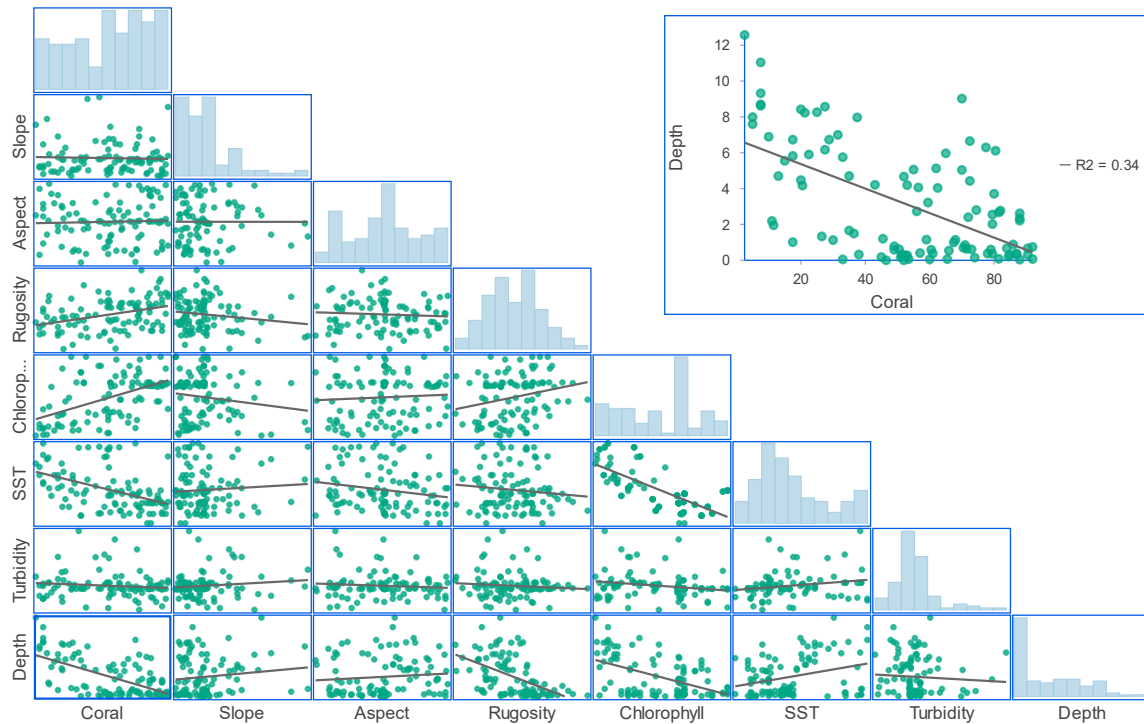 Slope
Aspect
Rugosity
Chlorop...
SST
Turbidity
Depth
Coral
Slope
Aspect
Rugosity
Chlorophyll
SST
Turbidity
Depth
Depth
12
10
8
6
4
2
0
20
40
60
80
Coral
R2 = 0.34